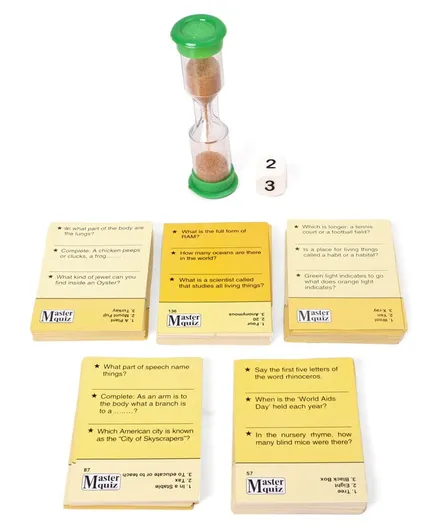 2
3
★ In what part of the body are
the lungs?
★ Complete. A chicken peeps
or clucks, a frog......
★ What kind of jewel can you
find inside an Oyster?
Master
quiz
1. A Plant
2. Mount Fuji
3. Turkey
★ What is the full form of
RAM?
★ How many oceans are there
in the world?
★ What is a scientist called
that studies all living things?
136
Master
quiz
1. Four
2. 20
3. Anonymous
★ Which is longer: a tennis
court or a football field?
★ Is a place for living things
called a habit or a habitat?
★ Green light indicates to go
what does orange light
indicates?
Master
quiz
1. West
2. Yen
3. X-ray
★ What part of speech name
things?
★ Complete: As an arm is to
the body what a branch is
to a .........?
★ Which American city is known
as the “City of Skyscrapers”?
87
Master
quiz
1. In a Stable
2. Tax
3. To educate or to teach
★ Say the first five letters of
the word rhinoceros.
★ When is the ‘World Aids
Day’ held each year?
★ In the nursery rhyme, how
many blind mice were there?
57
Master
quiz
1. Tree
2. Eight
3. Black Box